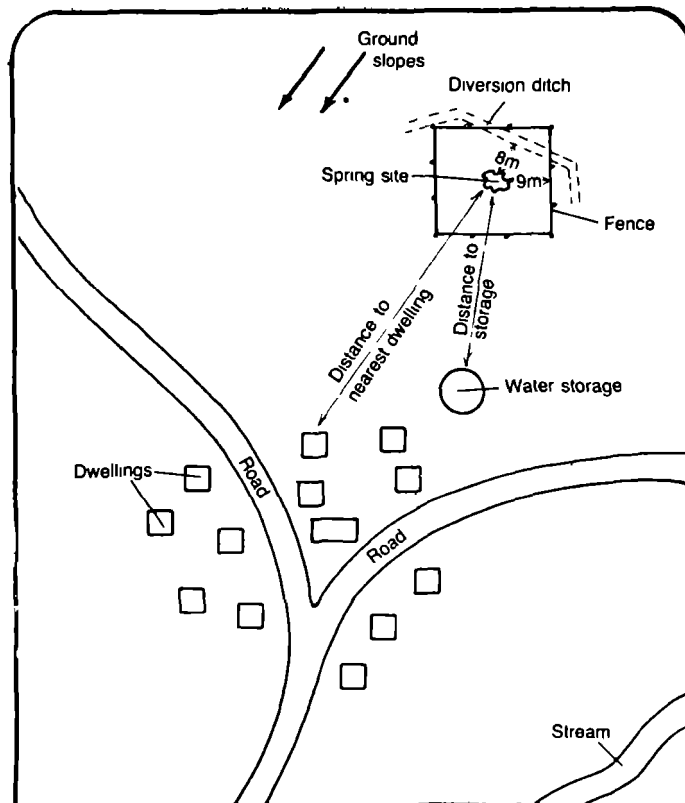 Ground
slopes
Diversion ditch
8m
Spring site
9m
Fence
Distance to
nearest dwelling
Distance to
storage
Water storage
Dwellings
Road
Road
Stream